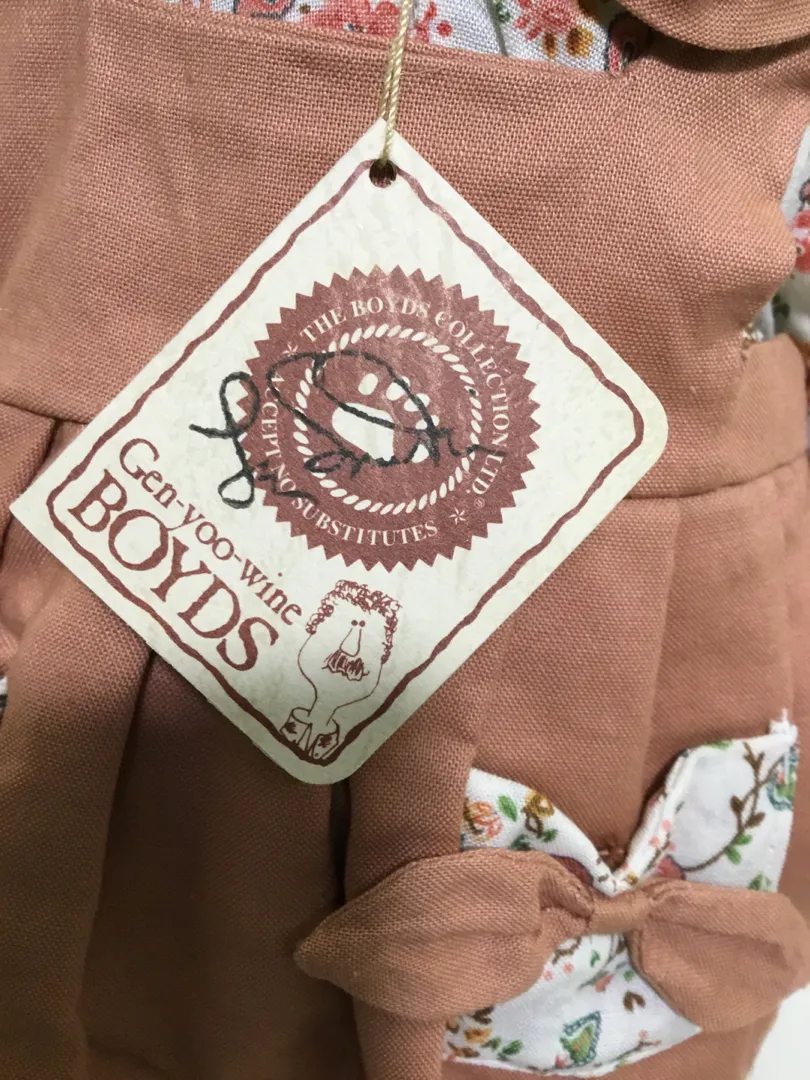 THE BOYDS COLLECTION LTD.®
ACCEPT NO SUBSTITUTES
Gen-yoo-wine
BOYDS